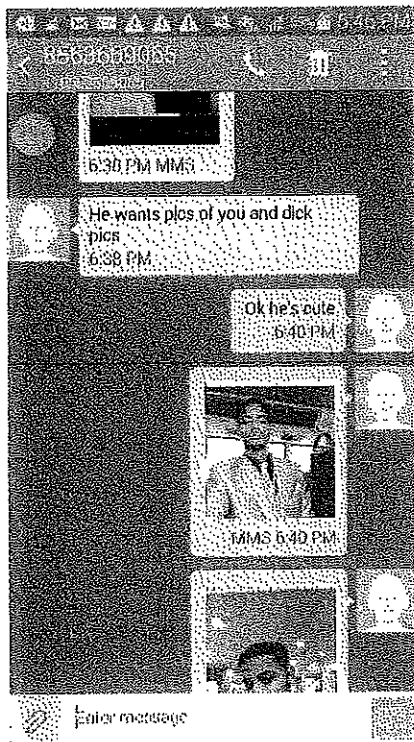 6:38 PM MMS
He wants pics of you and dick
pics
6:38 PM
Ok he's cute
6:40 PM
MMS 6:40 PM
Enter message